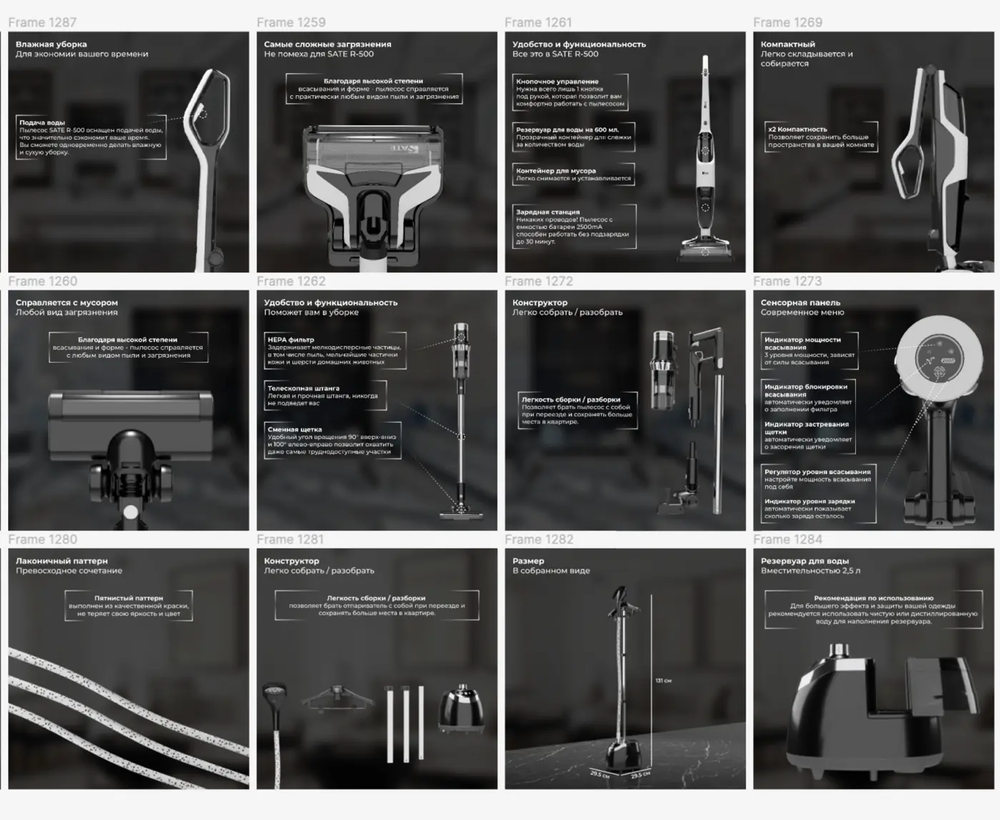 Frame 1287
Влажная уборка
Для экономии вашего времени
Подача воды
Пылесос SATE R-500 оснащен подачей воды,
что значительно сэкономит ваше время.
Вы сможете одновременно делать влажную
и сухую уборку.
Frame 1259
Самые сложные загрязнения
Не помеха для SATE R-500
Благодаря высокой степени
всасывания и форме - пылесос справляется
с практически любым видом пыли и загрязнения
SATE
Frame 1261
Удобство и функциональность
Все это в SATE R-500
Кнопочное управление
Нужна всего лишь 1 кнопка
под рукой, которая позволит вам
комфортно работать с пылесосом
Резервуар для воды на 600 мл.
Прозрачный контейнер для слежки
за количеством воды
Контейнер для мусора
Легко снимается и устанавливается
Зарядная станция
Никаких проводов! Пылесос с
емкостью батареи 2500mA
способен работать без подзарядки
до 30 минут.
Frame 1269
Компактный
Легко складывается и
собирается
x2 Компактность
Позволяет сохранить больше
пространства в вашей комнате
Frame 1260
Справляется с мусором
Любой вид загрязнения
Благодаря высокой степени
всасывания и форме - пылесос справляется
с любым видом пыли и загрязнения
Frame 1262
Удобство и функциональность
Поможет вам в уборке
HEPA фильтр
Задерживает мелкодисперсные частицы,
в том числе пыль, мельчайшие частички
кожи и шерсти домашних животных
Телескопная штанга
Легкая и прочная штанга, никогда
не подведет вас
Сменная щетка
Удобный угол вращения 90° вверх-вниз
и 100° влево-вправо позволит охватить
даже самые труднодоступные участки
Frame 1272
Конструктор
Легко собрать / разобрать
Легкость сборки / разборки
Позволяет брать пылесос с собой
при переезде и сохранять больше
места в квартире.
Frame 1273
Сенсорная панель
Современное меню
Индикатор мощности
всасывания
3 уровня мощности, зависят
от силы всасывания
Индикатор блокировки
всасывания
автоматически уведомляет
о заполнении фильтра
Индикатор застревания
щетки
автоматически уведомляет
о засорение щетки
Регулятор уровня всасывания
настройте мощность всасывания
под себя
Индикатор уровня зарядки
автоматически показывает
сколько заряда осталось
Frame 1280
Лаконичный паттерн
Превосходное сочетание
Пятнистый паттерн
выполнен из качественной краски,
не теряет свою яркость и цвет
Frame 1281
Конструктор
Легко собрать / разобрать
Легкость сборки / разборки
позволяет брать отпариватель с собой при переезде и
сохранять больше места в квартире.
Frame 1282
Размер
В собранном виде
131 см
29.5 см
29.5 см
Frame 1284
Резервуар для воды
Вместительностью 2,5 л
Рекомендация по использованию
Для большего эффекта и защиты вашей одежды
рекомендуется использовать чистую или дистиллированную
воду для наполнения резервуара.